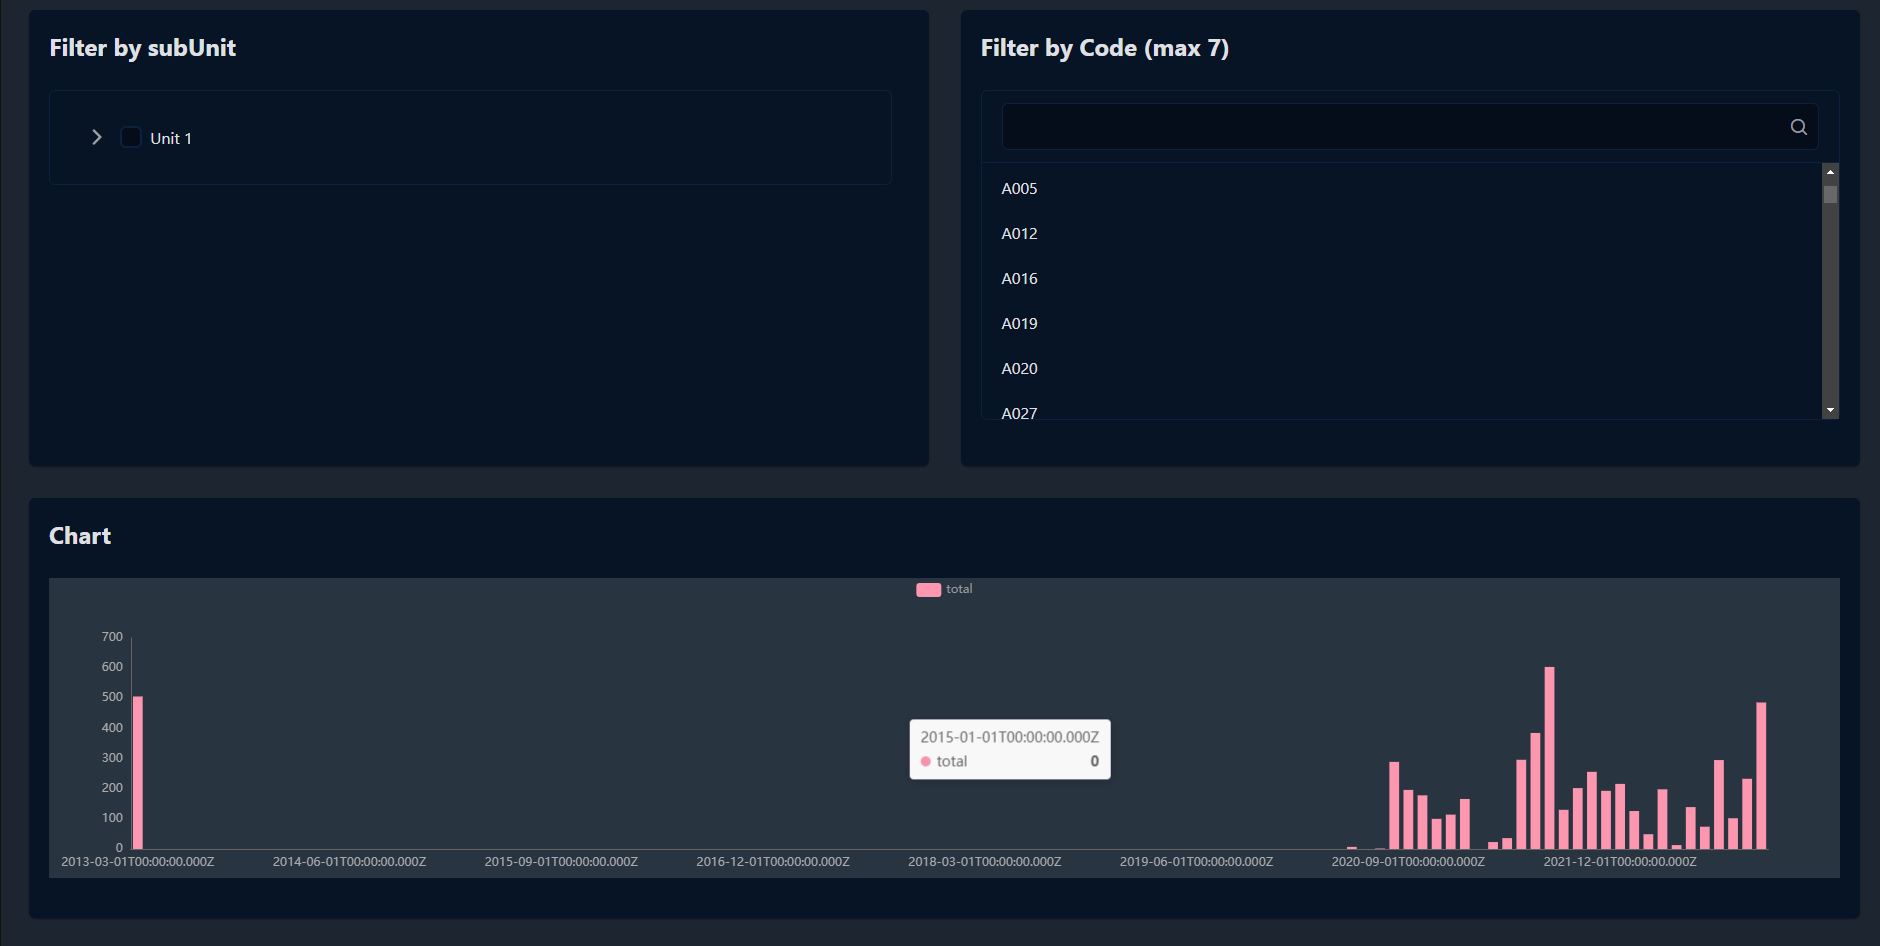 Filter by subUnit
Unit 1
Filter by Code (max 7)
A005
A012
A016
A019
A020
A027
Chart
total
700
600
500
400
300
200
100
0
2015-01-01T00:00:00.000Z
total 0
2013-03-01T00:00:00.000Z 2014-06-01T00:00:00.000Z 2015-09-01T00:00:00.000Z 2016-12-01T00:00:00.000Z 2018-03-01T00:00:00.000Z 2019-06-01T00:00:00.000Z 2020-09-01T00:00:00.000Z 2021-12-01T00:00:00.000Z